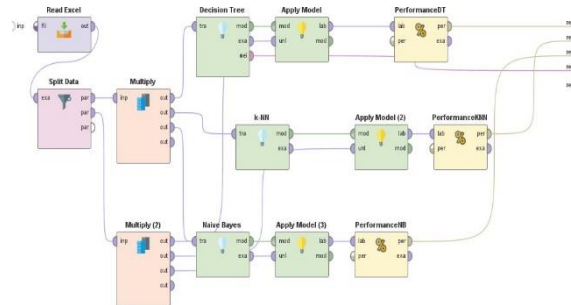 Read Excel
inp
fil
out
Decision Tree
tra
mod
exa
wei
Apply Model
mod
unl
lab
mod
PerformanceDT
lab
per
per
exa
Split Data
exa
par
par
par
Multiply
inp
out
out
out
out
k-NN
tra
mod
exa
Apply Model (2)
mod
unl
lab
mod
PerformanceKNN
lab
per
per
exa
Multiply (2)
inp
out
out
out
out
Naive Bayes
tra
mod
exa
Apply Model (3)
mod
unl
lab
mod
PerformanceNB
lab
per
per
exa